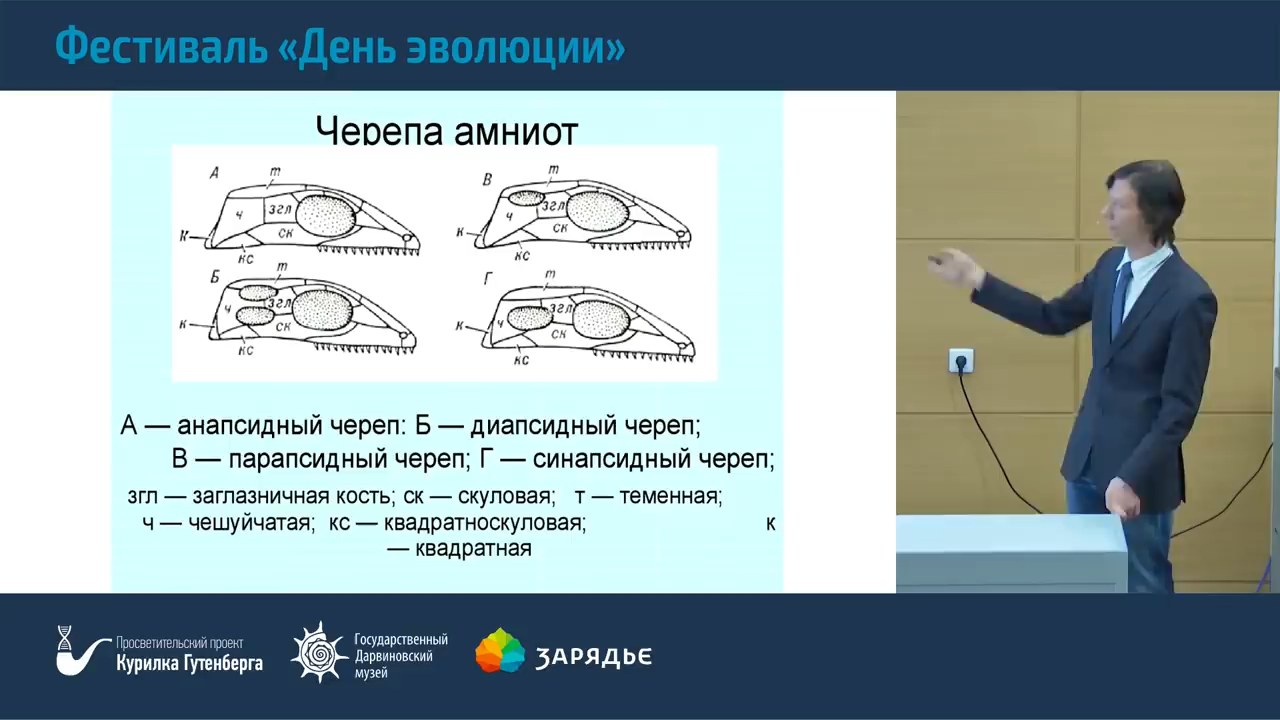 Фестиваль «День эволюции»
Черепа амниот
А
т
ч
згл
ск
К
кс
В
т
згл
ч
ск
к
кс
Б
т
згл
ч
ск
к
кс
Г
т
згл
ч
ск
к
кс
А — анапсидный череп: Б — диапсидный череп;
В — парапсидный череп; Г — синапсидный череп;
згл — заглазничная кость; ск — скуловая; т — теменная;
ч — чешуйчатая; кс — квадратноскуловая; к
— квадратная
Просветительский проект
Курилка Гутенберга
Государственный
Дарвиновский
музей
ЗАРЯДЬЕ